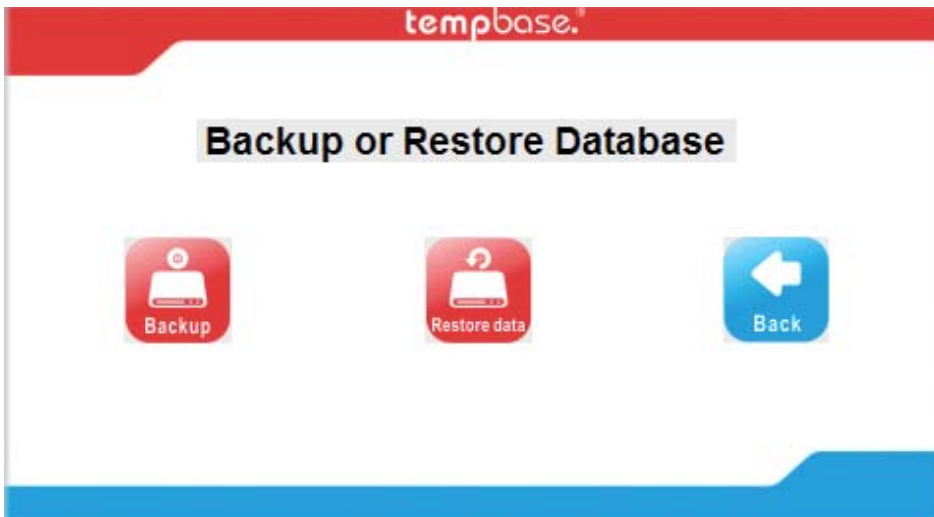 tempbase.®
Backup or Restore Database
Backup
Restore data
Back